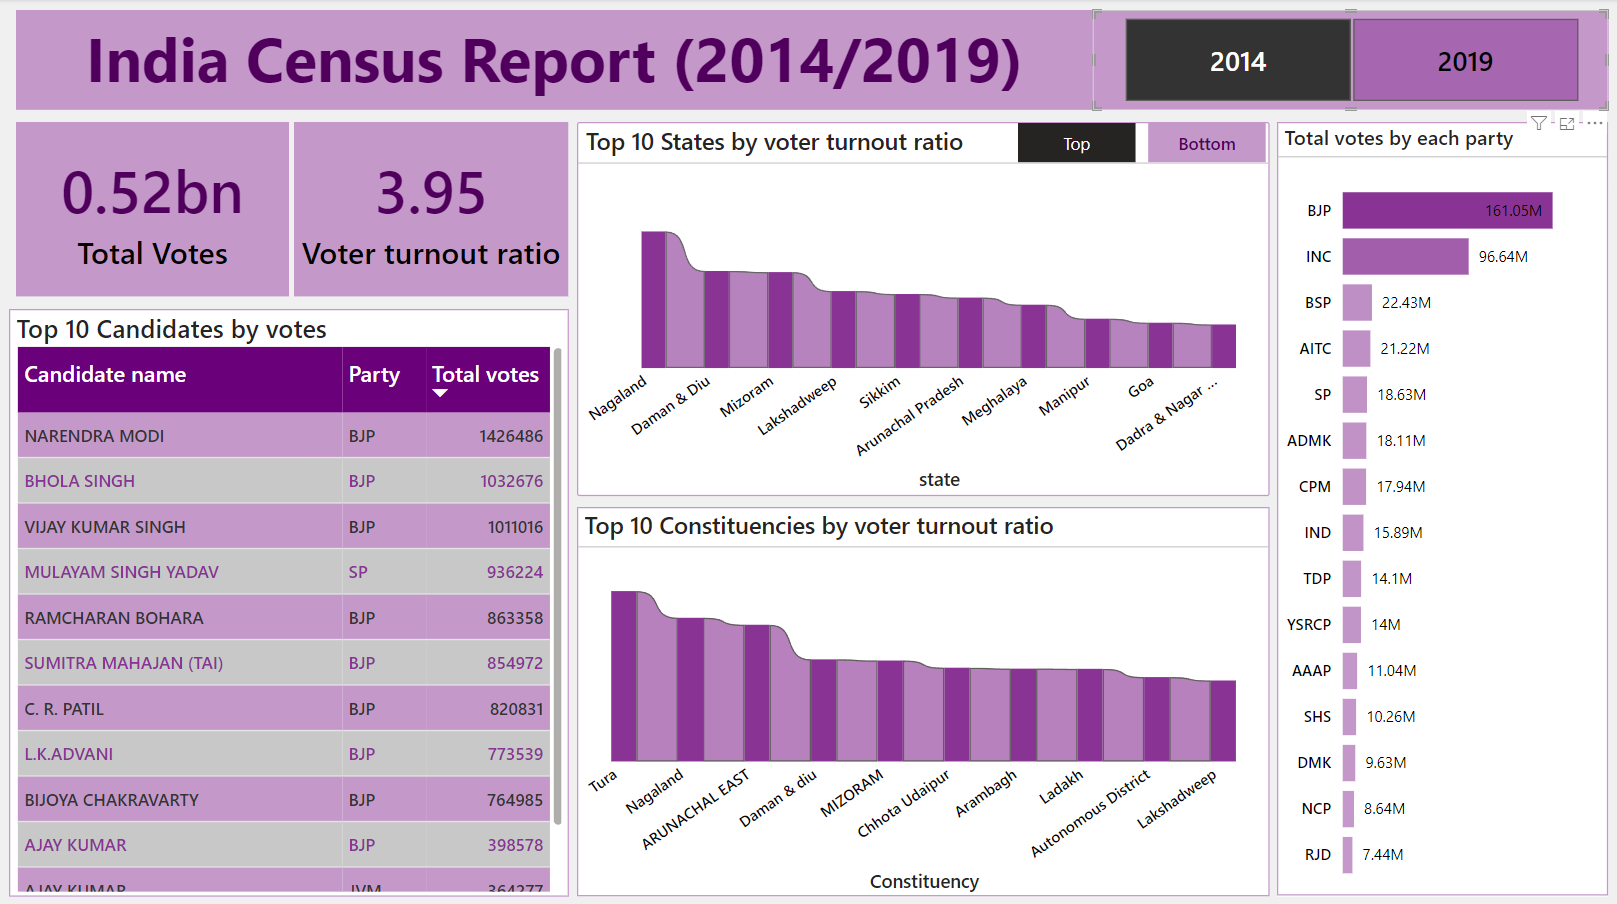 India Census Report (2014/2019)
2014
2019
0.52bn
Total Votes
3.95
Voter turnout ratio
Top 10 Candidates by votes
Candidate name Party Total votes
NARENDRA MODI BJP 1426486
BHOLA SINGH BJP 1032676
VIJAY KUMAR SINGH BJP 1011016
MULAYAM SINGH YADAV SP 936224
RAMCHARAN BOHARA BJP 863358
SUMITRA MAHAJAN (TAI) BJP 854972
C. R. PATIL BJP 820831
L.K.ADVANI BJP 773539
BIJOYA CHAKRAVARTY BJP 764985
AJAY KUMAR BJP 398578
AJAY KUMAR JVM 364277
Top 10 States by voter turnout ratio
Top
Bottom
Nagaland
Daman & Diu
Mizoram
Lakshadweep
Sikkim
Arunachal Pradesh
Meghalaya
Manipur
Goa
Dadra & Nagar ...
state
Top 10 Constituencies by voter turnout ratio
Tura
Nagaland
ARUNACHAL EAST
Daman & diu
MIZORAM
Chhota Udaipur
Arambagh
Ladakh
Autonomous District
Lakshadweep
Constituency
Total votes by each party
BJP 161.05M
INC 96.64M
BSP 22.43M
AITC 21.22M
SP 18.63M
ADMK 18.11M
CPM 17.94M
IND 15.89M
TDP 14.1M
YSRCP 14M
AAAP 11.04M
SHS 10.26M
DMK 9.63M
NCP 8.64M
RJD 7.44M